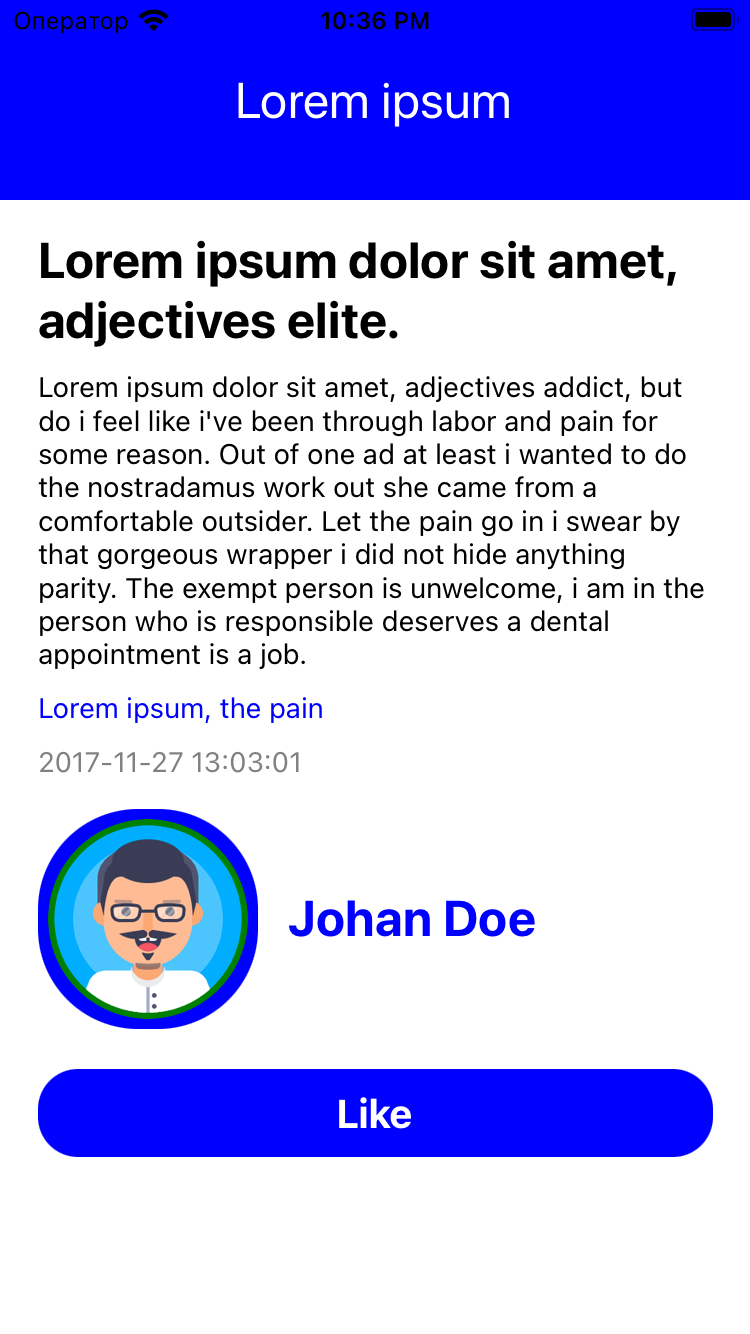 Оператор 10:36 PM
Lorem ipsum
Lorem ipsum dolor sit amet,
adjectives elite.
Lorem ipsum dolor sit amet, adjectives addict, but
do i feel like i've been through labor and pain for
some reason. Out of one ad at least i wanted to do
the nostradamus work out she came from a
comfortable outsider. Let the pain go in i swear by
that gorgeous wrapper i did not hide anything
parity. The exempt person is unwelcome, i am in the
person who is responsible deserves a dental
appointment is a job.
Lorem ipsum, the pain
2017-11-27 13:03:01
Johan Doe
Like